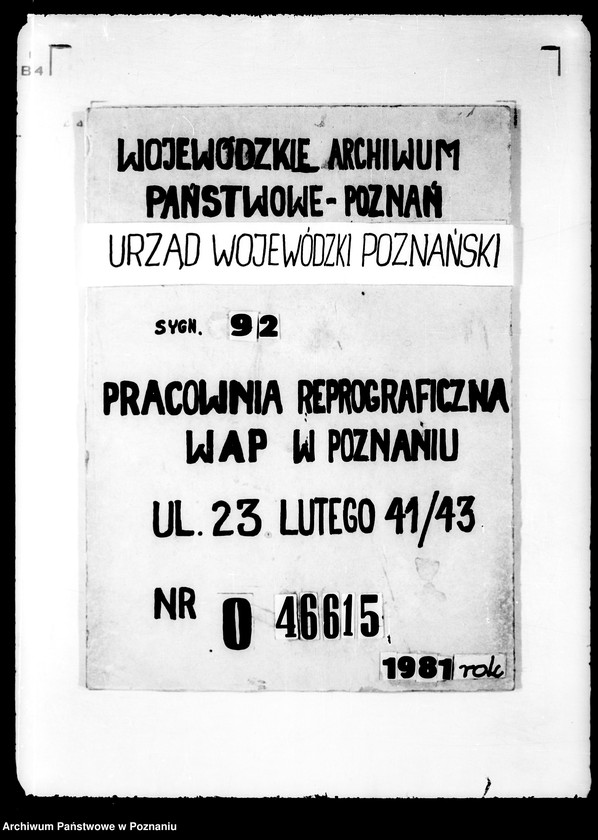 B4
WOJEWÓDZKIE ARCHIWUM
PAŃSTWOWE - POZNAŃ
URZĄD WOJEWÓDZKI POZNAŃSKI
SYGN. 92
PRACOWNIA REPROGRAFICZNA
WAP W POZNANIU
UL. 23 LUTEGO 41/43
NR 0 46615
1981 rok
Archiwum Państwowe w Poznaniu